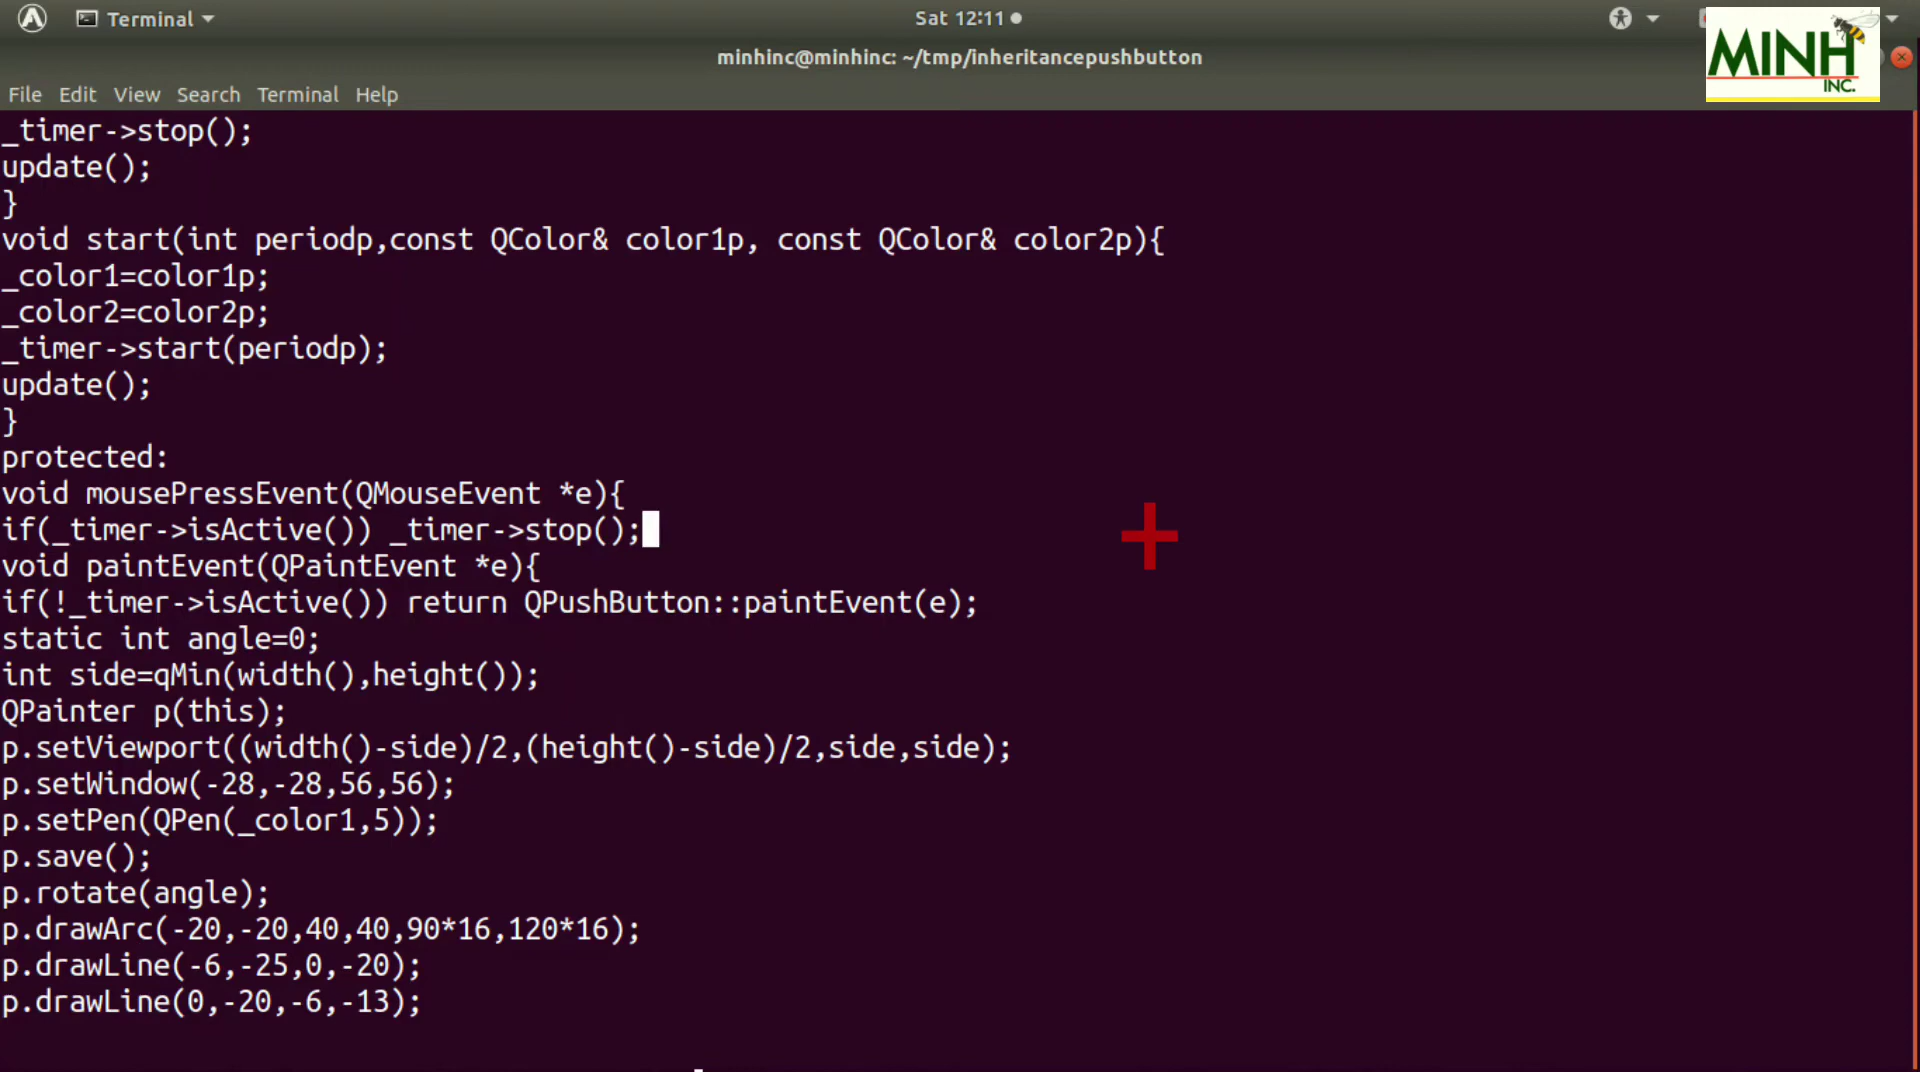 Terminal
Sat 12:11
minhinc@minhinc: ~/tmp/inheritancepushbutton
MINH
INC.
File Edit View Search Terminal Help
_timer->stop();
update();
}
void start(int periodp,const QColor& color1p, const QColor& color2p){
_color1=color1p;
_color2=color2p;
_timer->start(periodp);
update();
}
protected:
void mousePressEvent(QMouseEvent *e){
if(_timer->isActive()) _timer->stop();
void paintEvent(QPaintEvent *e){
if(!_timer->isActive()) return QPushButton::paintEvent(e);
static int angle=0;
int side=qMin(width(),height());
QPainter p(this);
p.setViewport((width()-side)/2,(height()-side)/2,side,side);
p.setWindow(-28,-28,56,56);
p.setPen(QPen(_color1,5));
p.save();
p.rotate(angle);
p.drawArc(-20,-20,40,40,90*16,120*16);
p.drawLine(-6,-25,0,-20);
p.drawLine(0,-20,-6,-13);